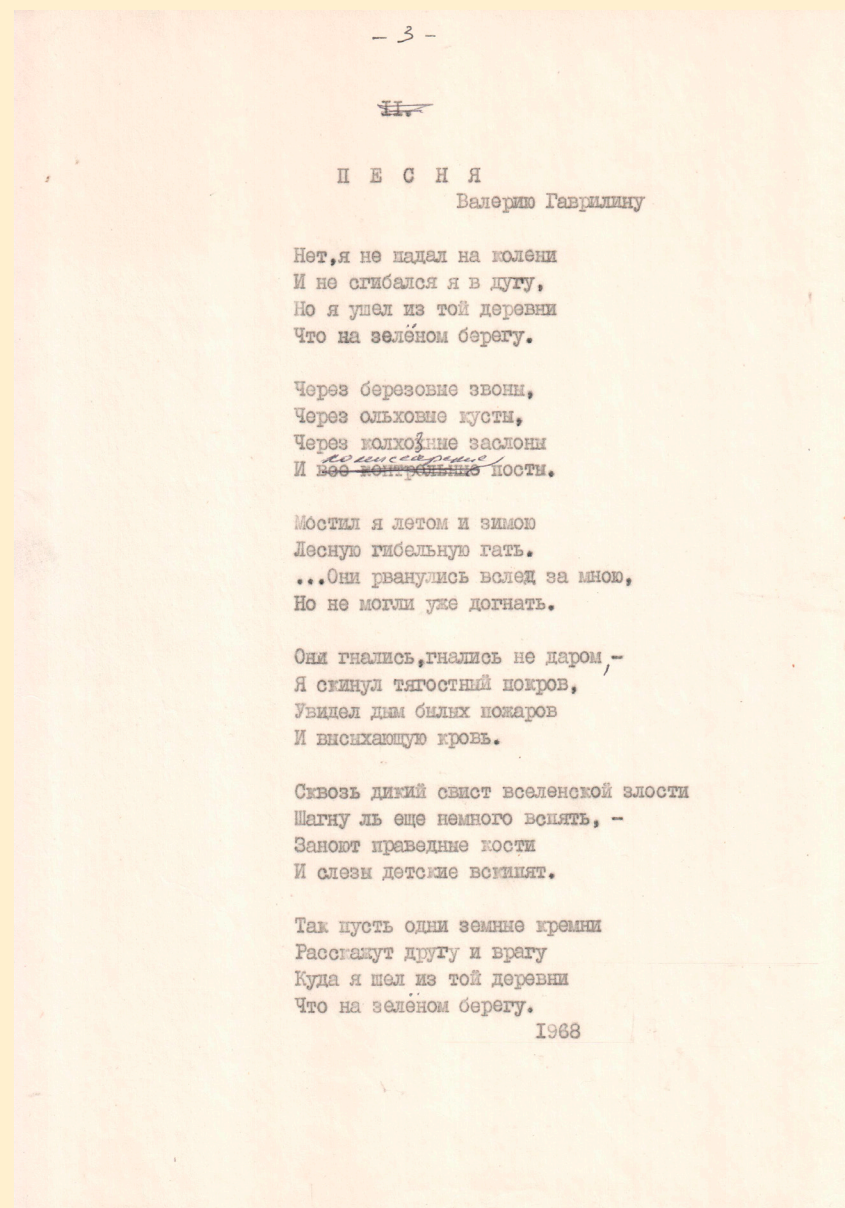 - 3 -
II.
П Е С Н Я
Валерию Гаврилину
Нет,я не падал на колени
И не сгибался я в дугу,
Но я ушел из той деревни
Что на зелёном берегу.
Через березовые звоны,
Через ольховые кусты,
Через колхозные заслоны
комиссарские
И все контрольные посты.
Мостил я летом и зимою
Лесную гибельную гать.
...Они рванулись вслед за мною,
Но не могли уже догнать.
Они гнались,гнались не даром,-
Я скинул тягостный покров,
Увидел дым былых пожаров
И высыхающую кровь.
Сквозь дикий свист вселенской злости
Шагну ль еще немного вспять, -
Заноют праведные кости
И слезы детские вскипят.
Так пусть одни земные кремни
Расскажут другу и врагу
Куда я шел из той деревни
Что на зелёном берегу.
I968